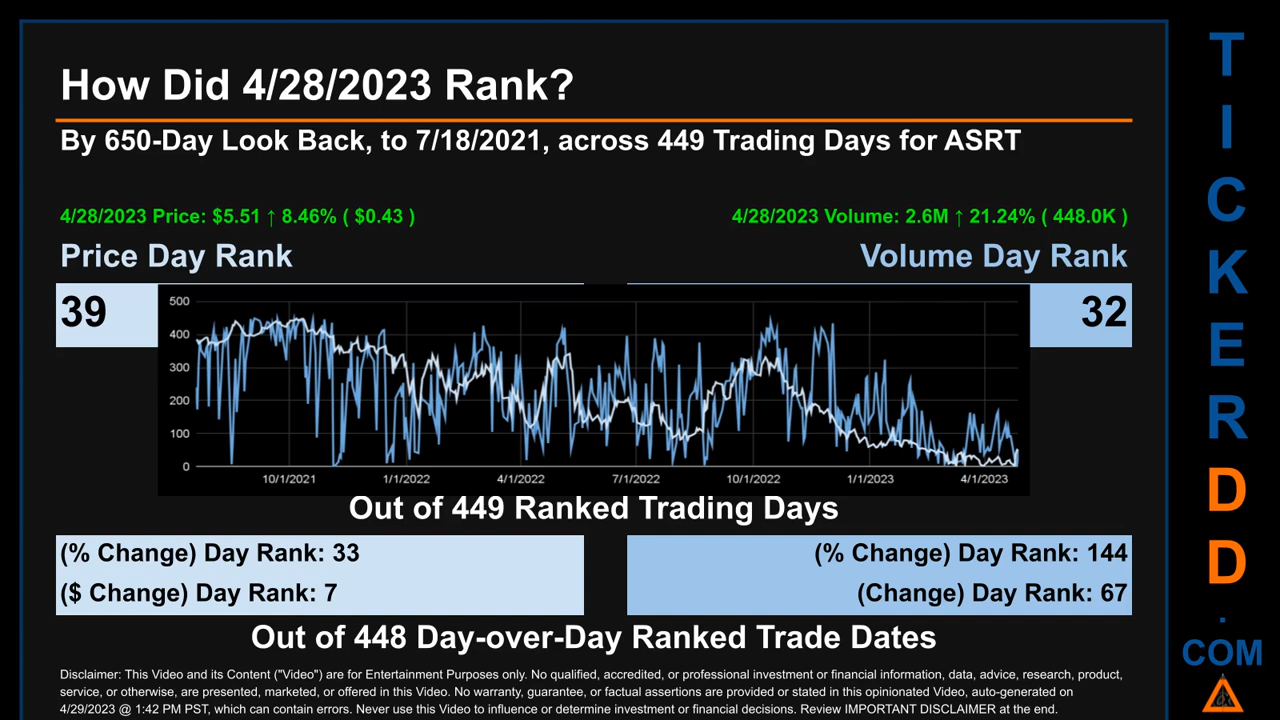 How Did 4/28/2023 Rank?
By 650-Day Look Back, to 7/18/2021, across 449 Trading Days for ASRT
4/28/2023 Price: $5.51 ↑ 8.46% ( $0.43 )
4/28/2023 Volume: 2.6M ↑ 21.24% ( 448.0K )
Price Day Rank
Volume Day Rank
39
32
500
400
300
200
100
0
10/1/2021 1/1/2022 4/1/2022 7/1/2022 10/1/2022 1/1/2023 4/1/2023
Out of 449 Ranked Trading Days
(% Change) Day Rank: 33
($ Change) Day Rank: 7
(% Change) Day Rank: 144
(Change) Day Rank: 67
Out of 448 Day-over-Day Ranked Trade Dates
Disclaimer: This Video and its Content ("Video") are for Entertainment Purposes only. No qualified, accredited, or professional investment or financial information, data, advice, research, product,
service, or otherwise, are presented, marketed, or offered in this Video. No warranty, guarantee, or factual assertions are provided or stated in this opinionated Video, auto-generated on
4/29/2023 @ 1:42 PM PST, which can contain errors. Never use this Video to influence or determine investment or financial decisions. Review IMPORTANT DISCLAIMER at the end.
T
I
C
K
E
R
D
D
.
COM